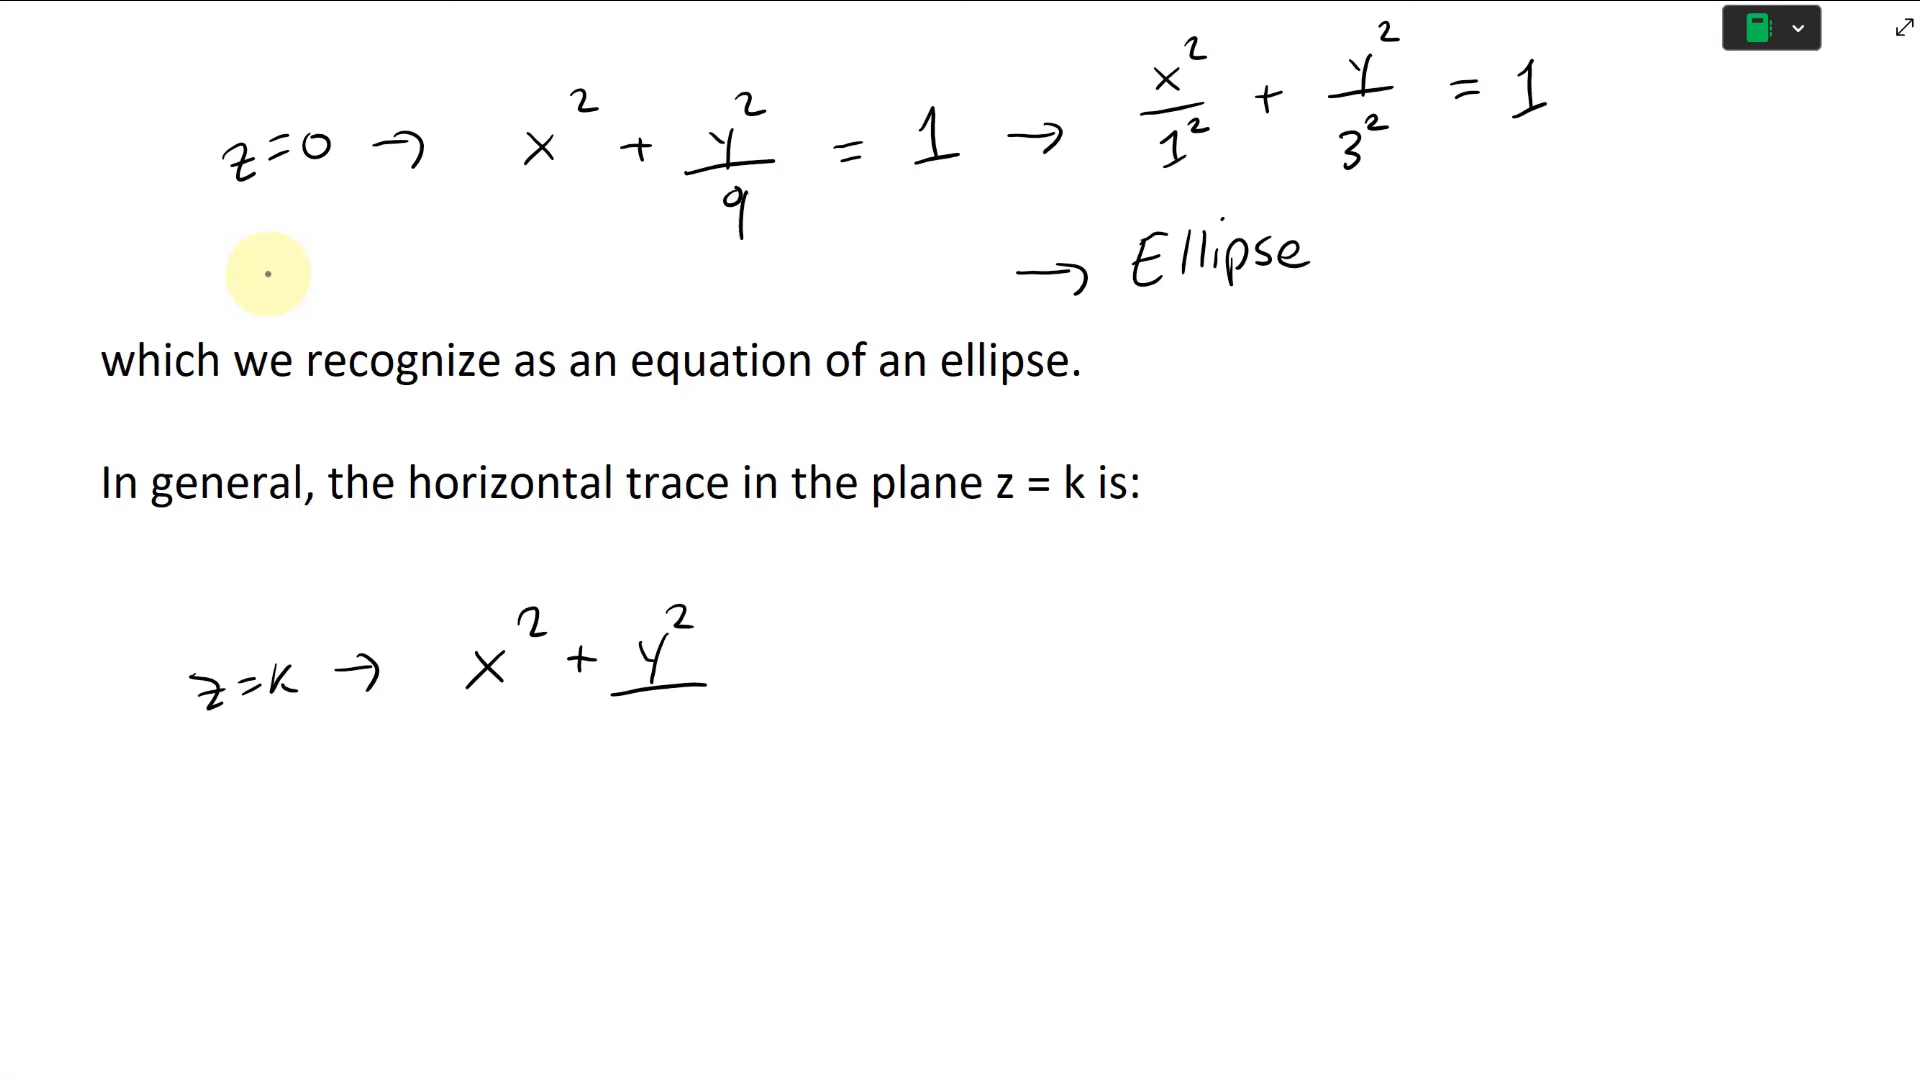 z=0 → x² + y²/9 = 1 → x²/1² + y²/3² = 1
→ Ellipse
which we recognize as an equation of an ellipse.
In general, the horizontal trace in the plane z = k is:
z=k → x² + y²/